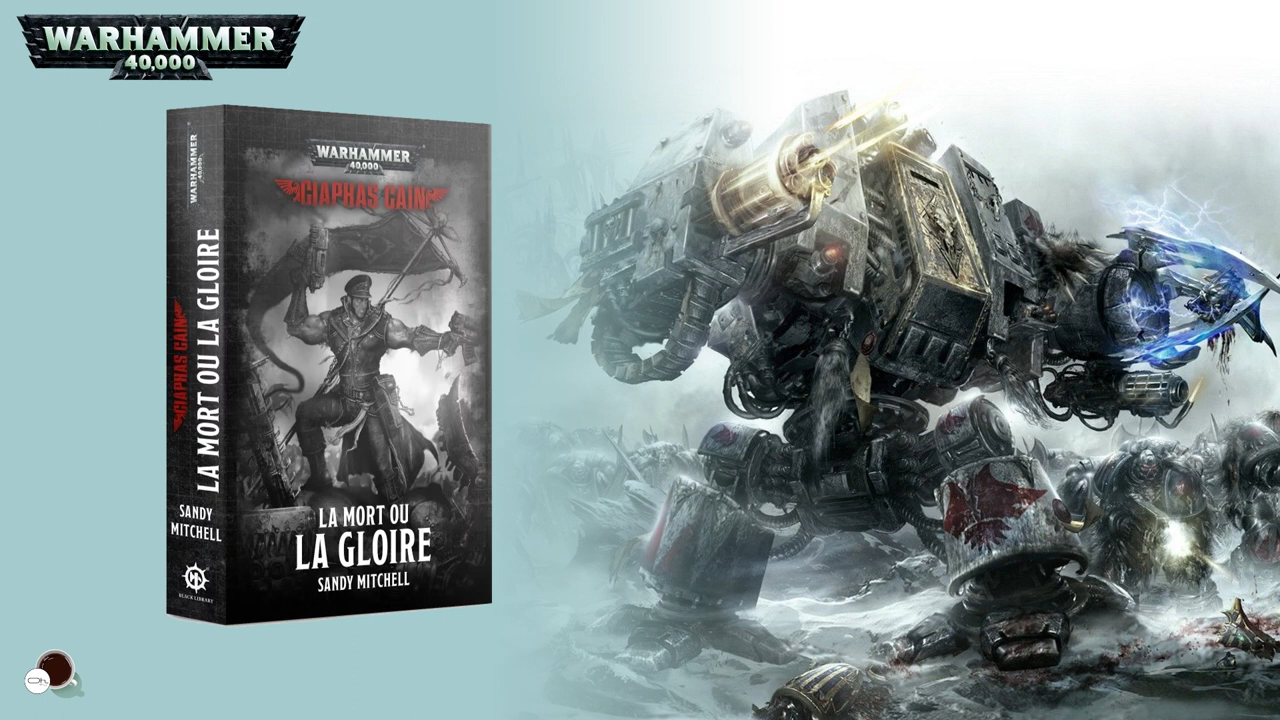 WARHAMMER
40,000
WARHAMMER
40,000
CIAPHAS CAIN
LA MORT OU LA GLOIRE
SANDY
MITCHELL
BLACK LIBRARY
WARHAMMER
40,000
CIAPHAS CAIN
LA MORT OU
LA GLOIRE
SANDY MITCHELL